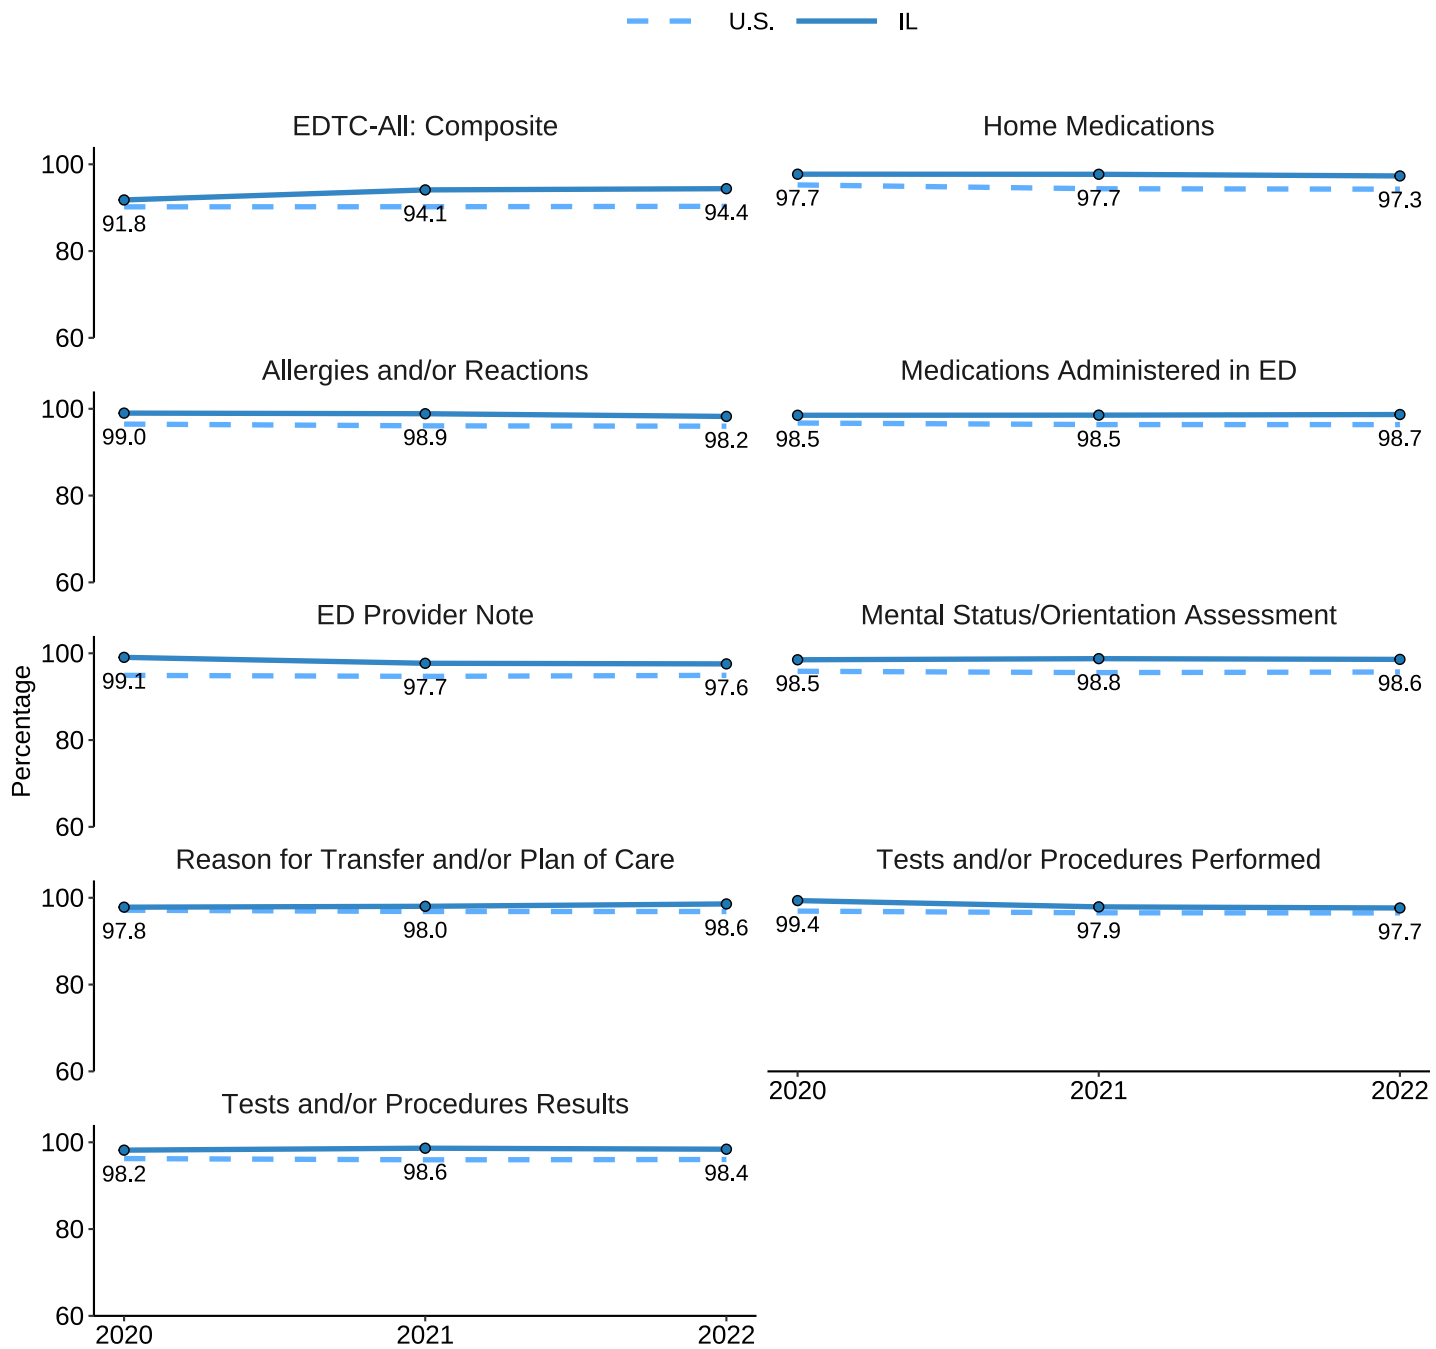 U.S. IL
EDTC-All: Composite
Home Medications
100
80
60
91.8 94.1 94.4
97.7 97.7 97.3
Allergies and/or Reactions
Medications Administered in ED
100
80
60
99.0 98.9 98.2
98.5 98.5 98.7
ED Provider Note
Mental Status/Orientation Assessment
Percentage
100
80
60
99.1 97.7 97.6
98.5 98.8 98.6
Reason for Transfer and/or Plan of Care
Tests and/or Procedures Performed
100
80
60
97.8 98.0 98.6
99.4 97.9 97.7
2020 2021 2022
Tests and/or Procedures Results
100
80
60
98.2 98.6 98.4
2020 2021 2022